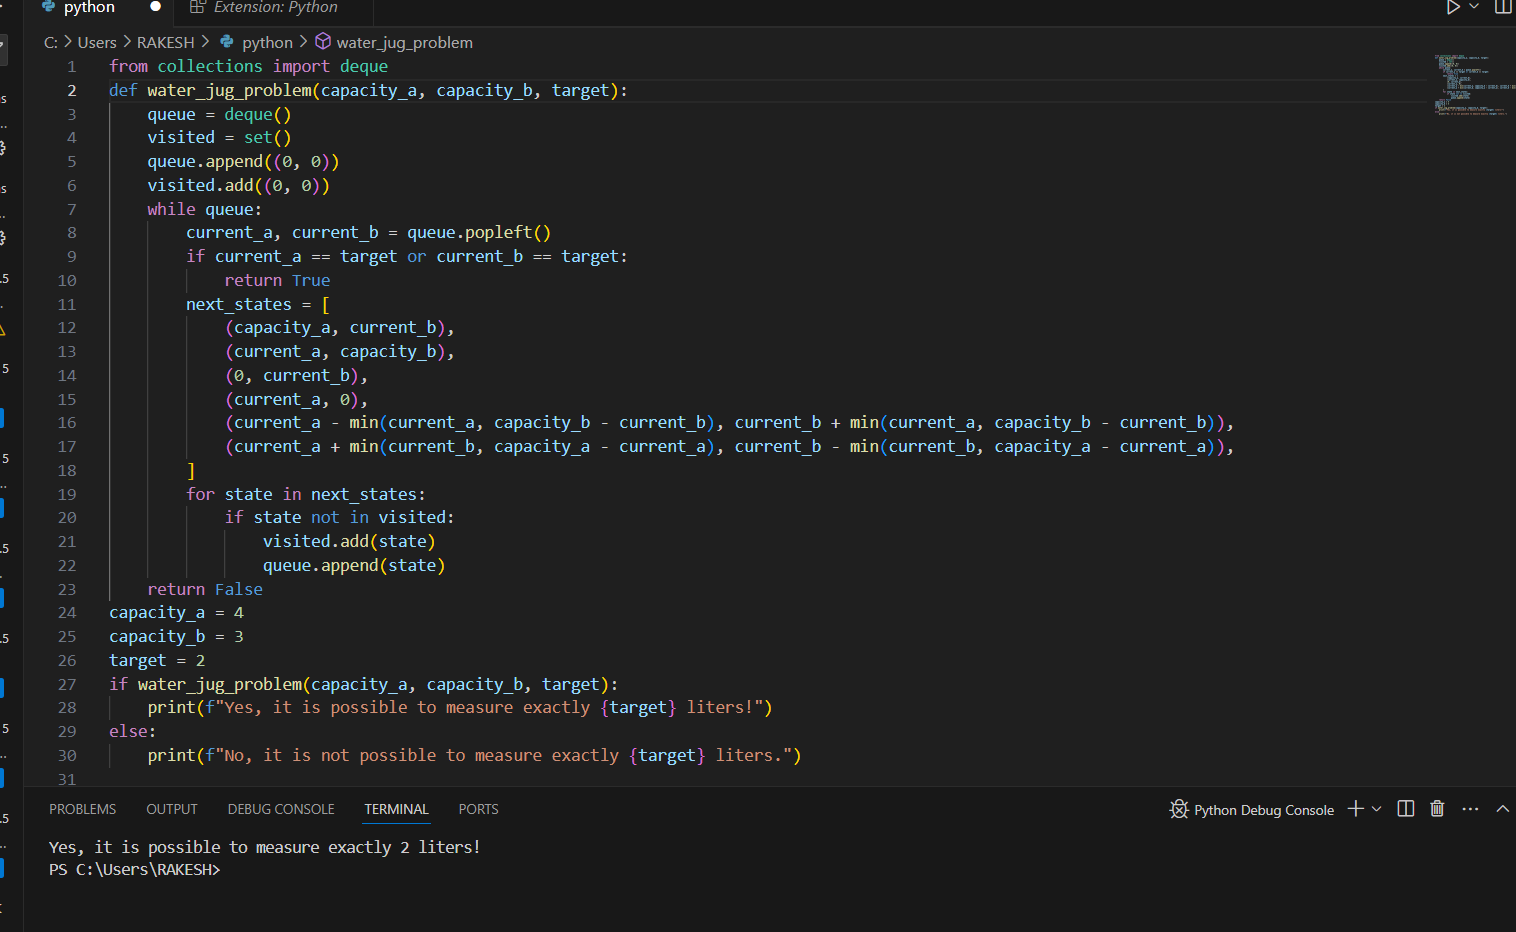 python
Extension: Python
C: > Users > RAKESH > python > water_jug_problem
1 from collections import deque
2 def water_jug_problem(capacity_a, capacity_b, target):
3     queue = deque()
4     visited = set()
5     queue.append((0, 0))
6     visited.add((0, 0))
7     while queue:
8         current_a, current_b = queue.popleft()
9         if current_a == target or current_b == target:
10             return True
11         next_states = [
12             (capacity_a, current_b),
13             (current_a, capacity_b),
14             (0, current_b),
15             (current_a, 0),
16             (current_a - min(current_a, capacity_b - current_b), current_b + min(current_a, capacity_b - current_b)),
17             (current_a + min(current_b, capacity_a - current_a), current_b - min(current_b, capacity_a - current_a)),
18         ]
19         for state in next_states:
20             if state not in visited:
21                 visited.add(state)
22                 queue.append(state)
23     return False
24 capacity_a = 4
25 capacity_b = 3
26 target = 2
27 if water_jug_problem(capacity_a, capacity_b, target):
28     print(f"Yes, it is possible to measure exactly {target} liters!")
29 else:
30     print(f"No, it is not possible to measure exactly {target} liters.")
31
PROBLEMS OUTPUT DEBUG CONSOLE TERMINAL PORTS
Python Debug Console
Yes, it is possible to measure exactly 2 liters!
PS C:\Users\RAKESH>